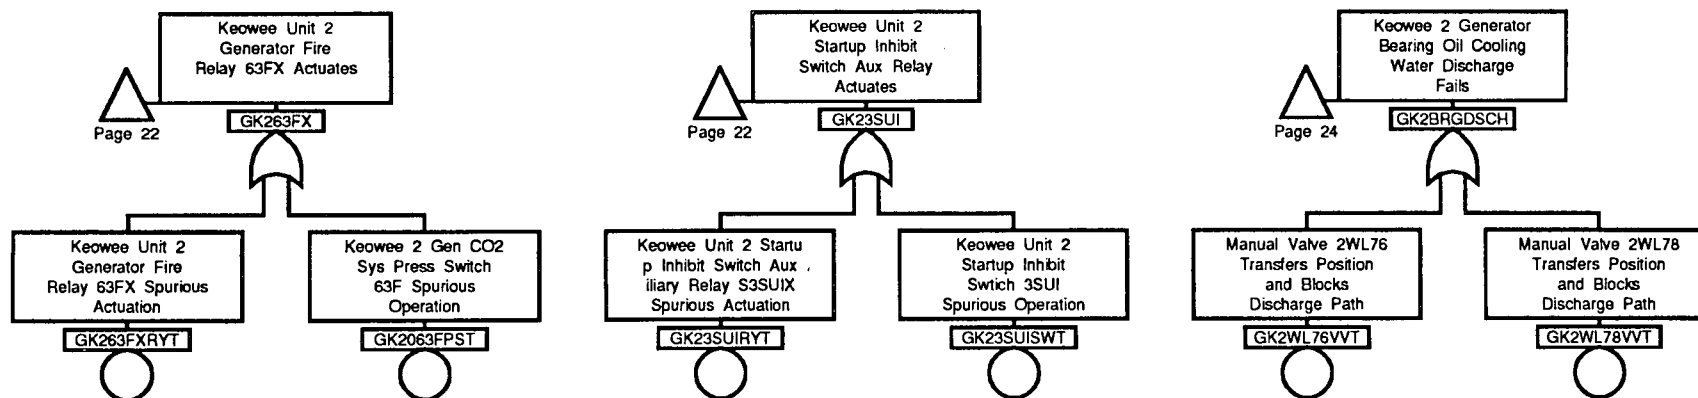 Keowee Unit 2
Generator Fire
Relay 63FX Actuates
Page 22
GK263FX
Keowee Unit 2
Generator Fire
Relay 63FX Spurious
Actuation
GK263FXRYT
Keowee 2 Gen CO2
Sys Press Switch
63F Spurious
Operation
GK2063FPST
Keowee Unit 2
Startup Inhibit
Switch Aux Relay
Actuates
Page 22
GK23SUI
Keowee Unit 2 Startu
p Inhibit Switch Aux
iliary Relay S3SUIX
Spurious Actuation
GK23SUIRYT
Keowee Unit 2
Startup Inhibit
Swtich 3SUI
Spurious Operation
GK23SUISWT
Keowee 2 Generator
Bearing Oil Cooling
Water Discharge
Fails
Page 24
GK2BRGDSCH
Manual Valve 2WL76
Transfers Position
and Blocks
Discharge Path
GK2WL76VVT
Manual Valve 2WL78
Transfers Position
and Blocks
Discharge Path
GK2WL78VVT